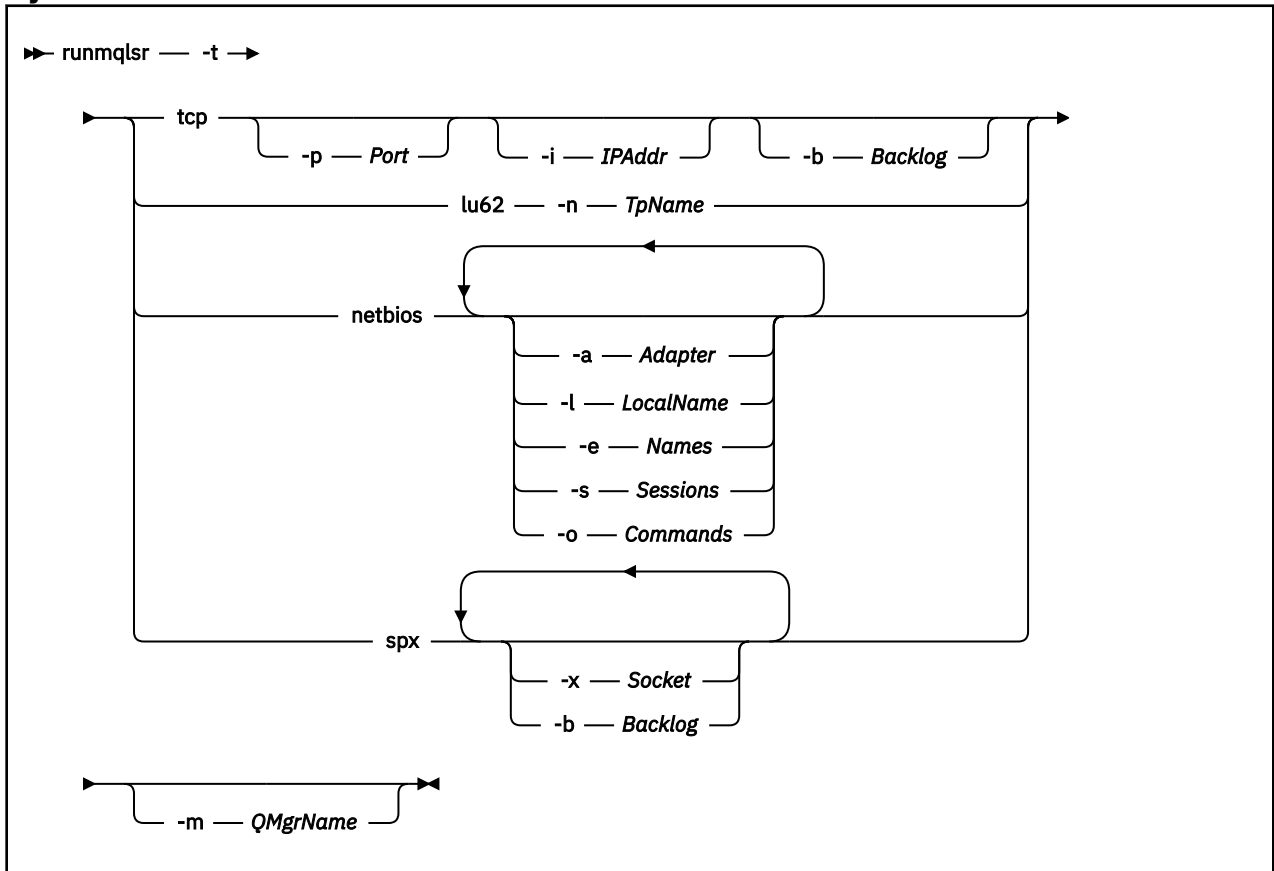 runmqlsr -t
tcp
-p Port -i IPAddr -b Backlog
lu62 -n TpName
netbios
-a Adapter
-l LocalName
-e Names
-s Sessions
-o Commands
spx
-x Socket
-b Backlog
-m QMgrName